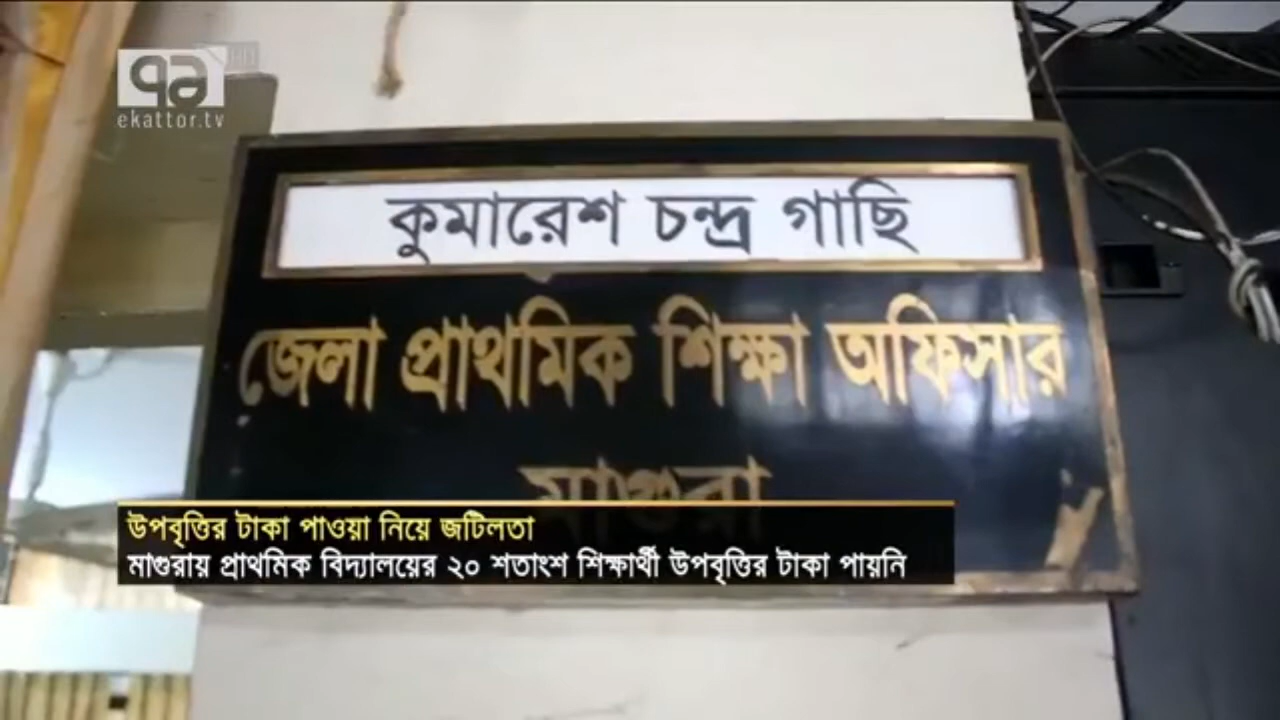 ৭১
ekattor.tv
কুমারেশ চন্দ্র গাছি
জেলা প্রাথমিক শিক্ষা অফিসার
মাগুরা
উপবৃত্তির টাকা পাওয়া নিয়ে জটিলতা
মাগুরায় প্রাথমিক বিদ্যালয়ের ২০ শতাংশ শিক্ষার্থী উপবৃত্তির টাকা পায়নি